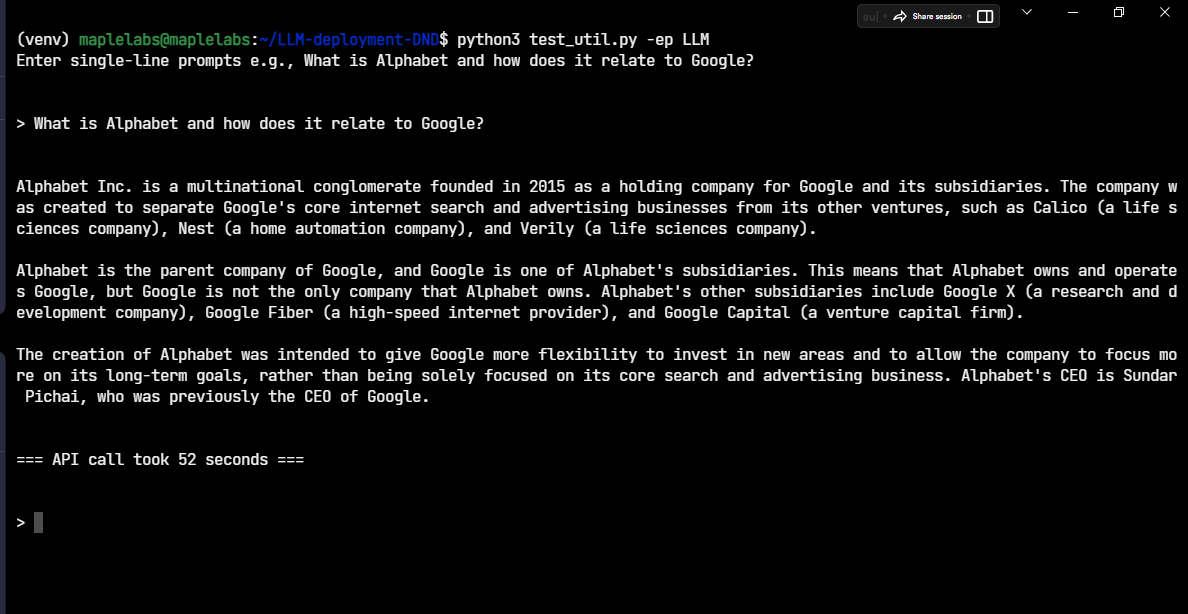 Share session
(venv) maplelabs@maplelabs:~/LLM-deployment-DND$ python3 test_util.py -ep LLM
Enter single-line prompts e.g., What is Alphabet and how does it relate to Google?
> What is Alphabet and how does it relate to Google?
Alphabet Inc. is a multinational conglomerate founded in 2015 as a holding company for Google and its subsidiaries. The company w
as created to separate Google's core internet search and advertising businesses from its other ventures, such as Calico (a life s
ciences company), Nest (a home automation company), and Verily (a life sciences company).
Alphabet is the parent company of Google, and Google is one of Alphabet's subsidiaries. This means that Alphabet owns and operate
s Google, but Google is not the only company that Alphabet owns. Alphabet's other subsidiaries include Google X (a research and d
evelopment company), Google Fiber (a high-speed internet provider), and Google Capital (a venture capital firm).
The creation of Alphabet was intended to give Google more flexibility to invest in new areas and to allow the company to focus mo
re on its long-term goals, rather than being solely focused on its core search and advertising business. Alphabet's CEO is Sundar
 Pichai, who was previously the CEO of Google.
=== API call took 52 seconds ===
>